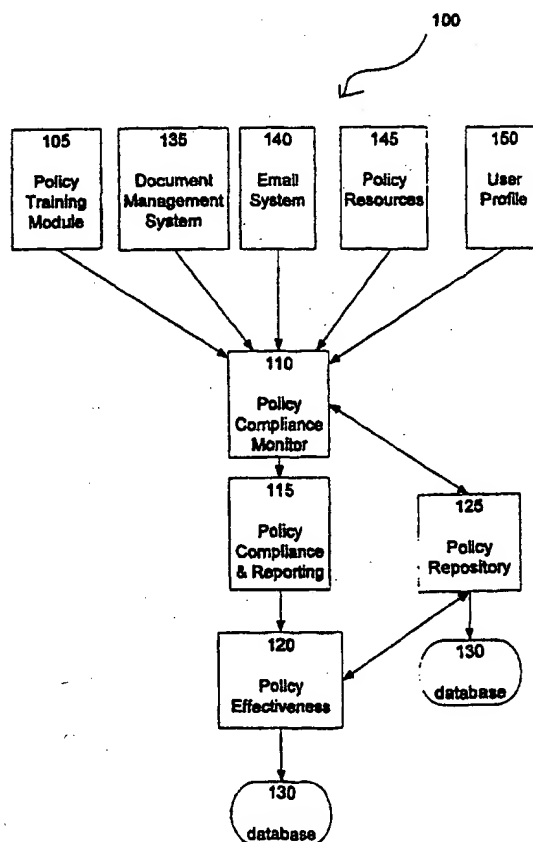 100
105
Policy
Training
Module
135
Document
Management
System
140
Email
System
145
Policy
Resources
150
User
Profile
110
Policy
Compliance
Monitor
115
Policy
Compliance
& Reporting
125
Policy
Repository
120
Policy
Effectiveness
130
database
130
database